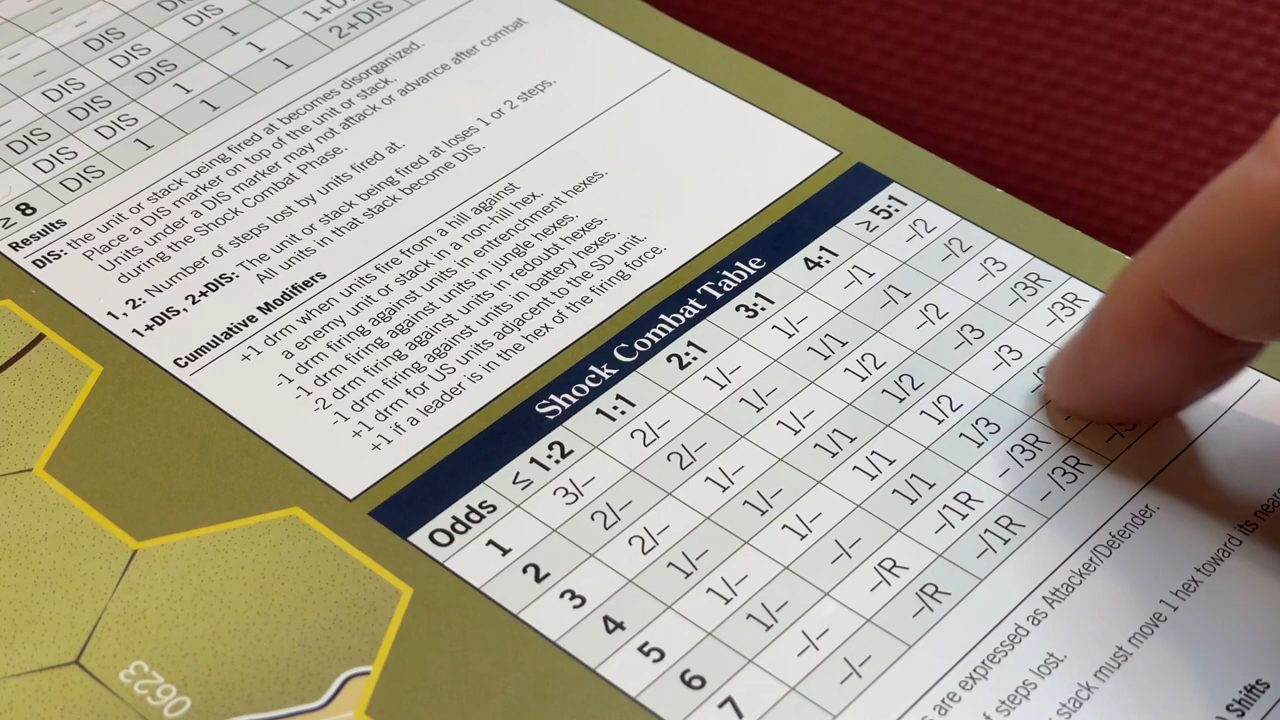 – –
– DIS
– DIS DIS DIS
DIS DIS DIS 1
DIS DIS 1 1
≥ 8 DIS 1 1 1 2+DIS
Results
DIS: the unit or stack being fired at becomes disorganized.
Place a DIS marker on top of the unit or stack.
Units under a DIS marker may not attack or advance after combat
during the Shock Combat Phase.
1, 2: Number of steps lost by units fired at.
1+DIS, 2+DIS: The unit or stack being fired at loses 1 or 2 steps.
All units in that stack become DIS.
Cumulative Modifiers
+1 drm when units fire from a hill against
a enemy unit or stack in a non-hill hex.
-1 drm firing against units in entrenchment hexes.
-1 drm firing against units in jungle hexes.
-2 drm firing against units in redoubt hexes.
-1 drm firing against units in battery hexes.
+1 drm for US units adjacent to the SD unit.
+1 if a leader is in the hex of the firing force.
Shock Combat Table
Odds ≤ 1:2 1:1 2:1 3:1 4:1 ≥ 5:1
1 3/– 2/– 1/– 1/– –/1 –/2
2 2/– 2/– 1/– 1/1 –/1 –/2
3 2/– 1/– 1/– 1/2 –/2 –/3
4 1/– 1/– 1/1 1/2 –/3 –/3R
5 1/– 1/– 1/1 1/2 –/3 –/3R
6 1/– –/– 1/1 1/3
7 –/– –/R –/1R –/3R
–/– –/R –/1R –/3R
are expressed as Attacker/Defender.
of steps lost.
stack must move 1 hex toward its
Shifts
0623